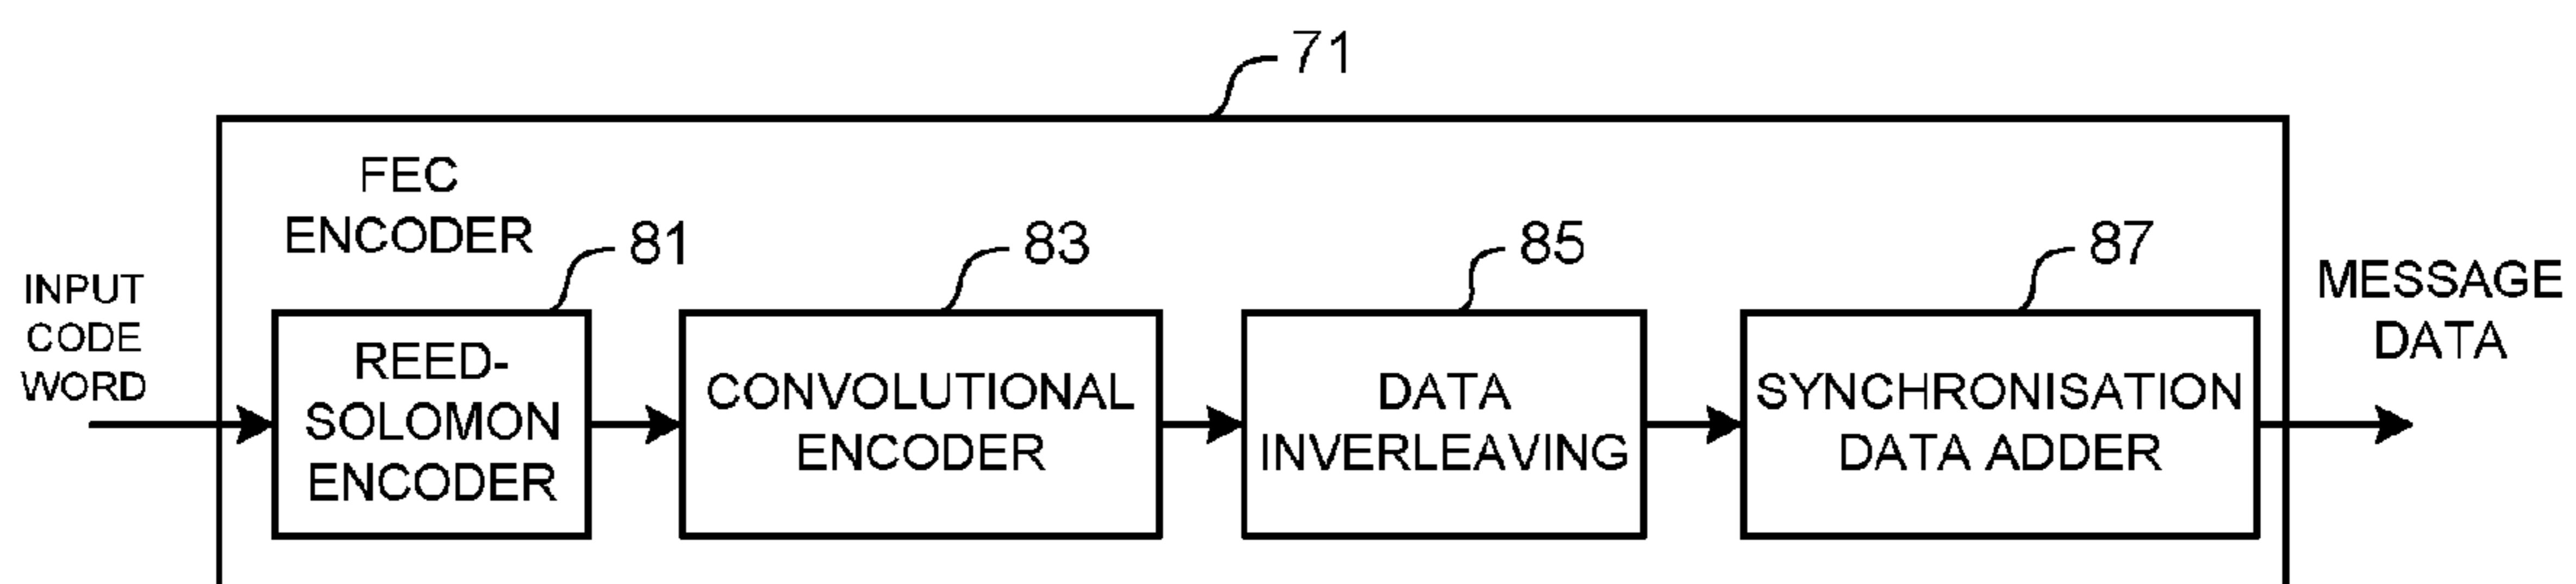 71
FEC
ENCODER
81
83
85
87
INPUT
CODE
WORD
REED-
SOLOMON
ENCODER
CONVOLUTIONAL
ENCODER
DATA
INVERLEAVING
SYNCHRONISATION
DATA ADDER
MESSAGE
DATA